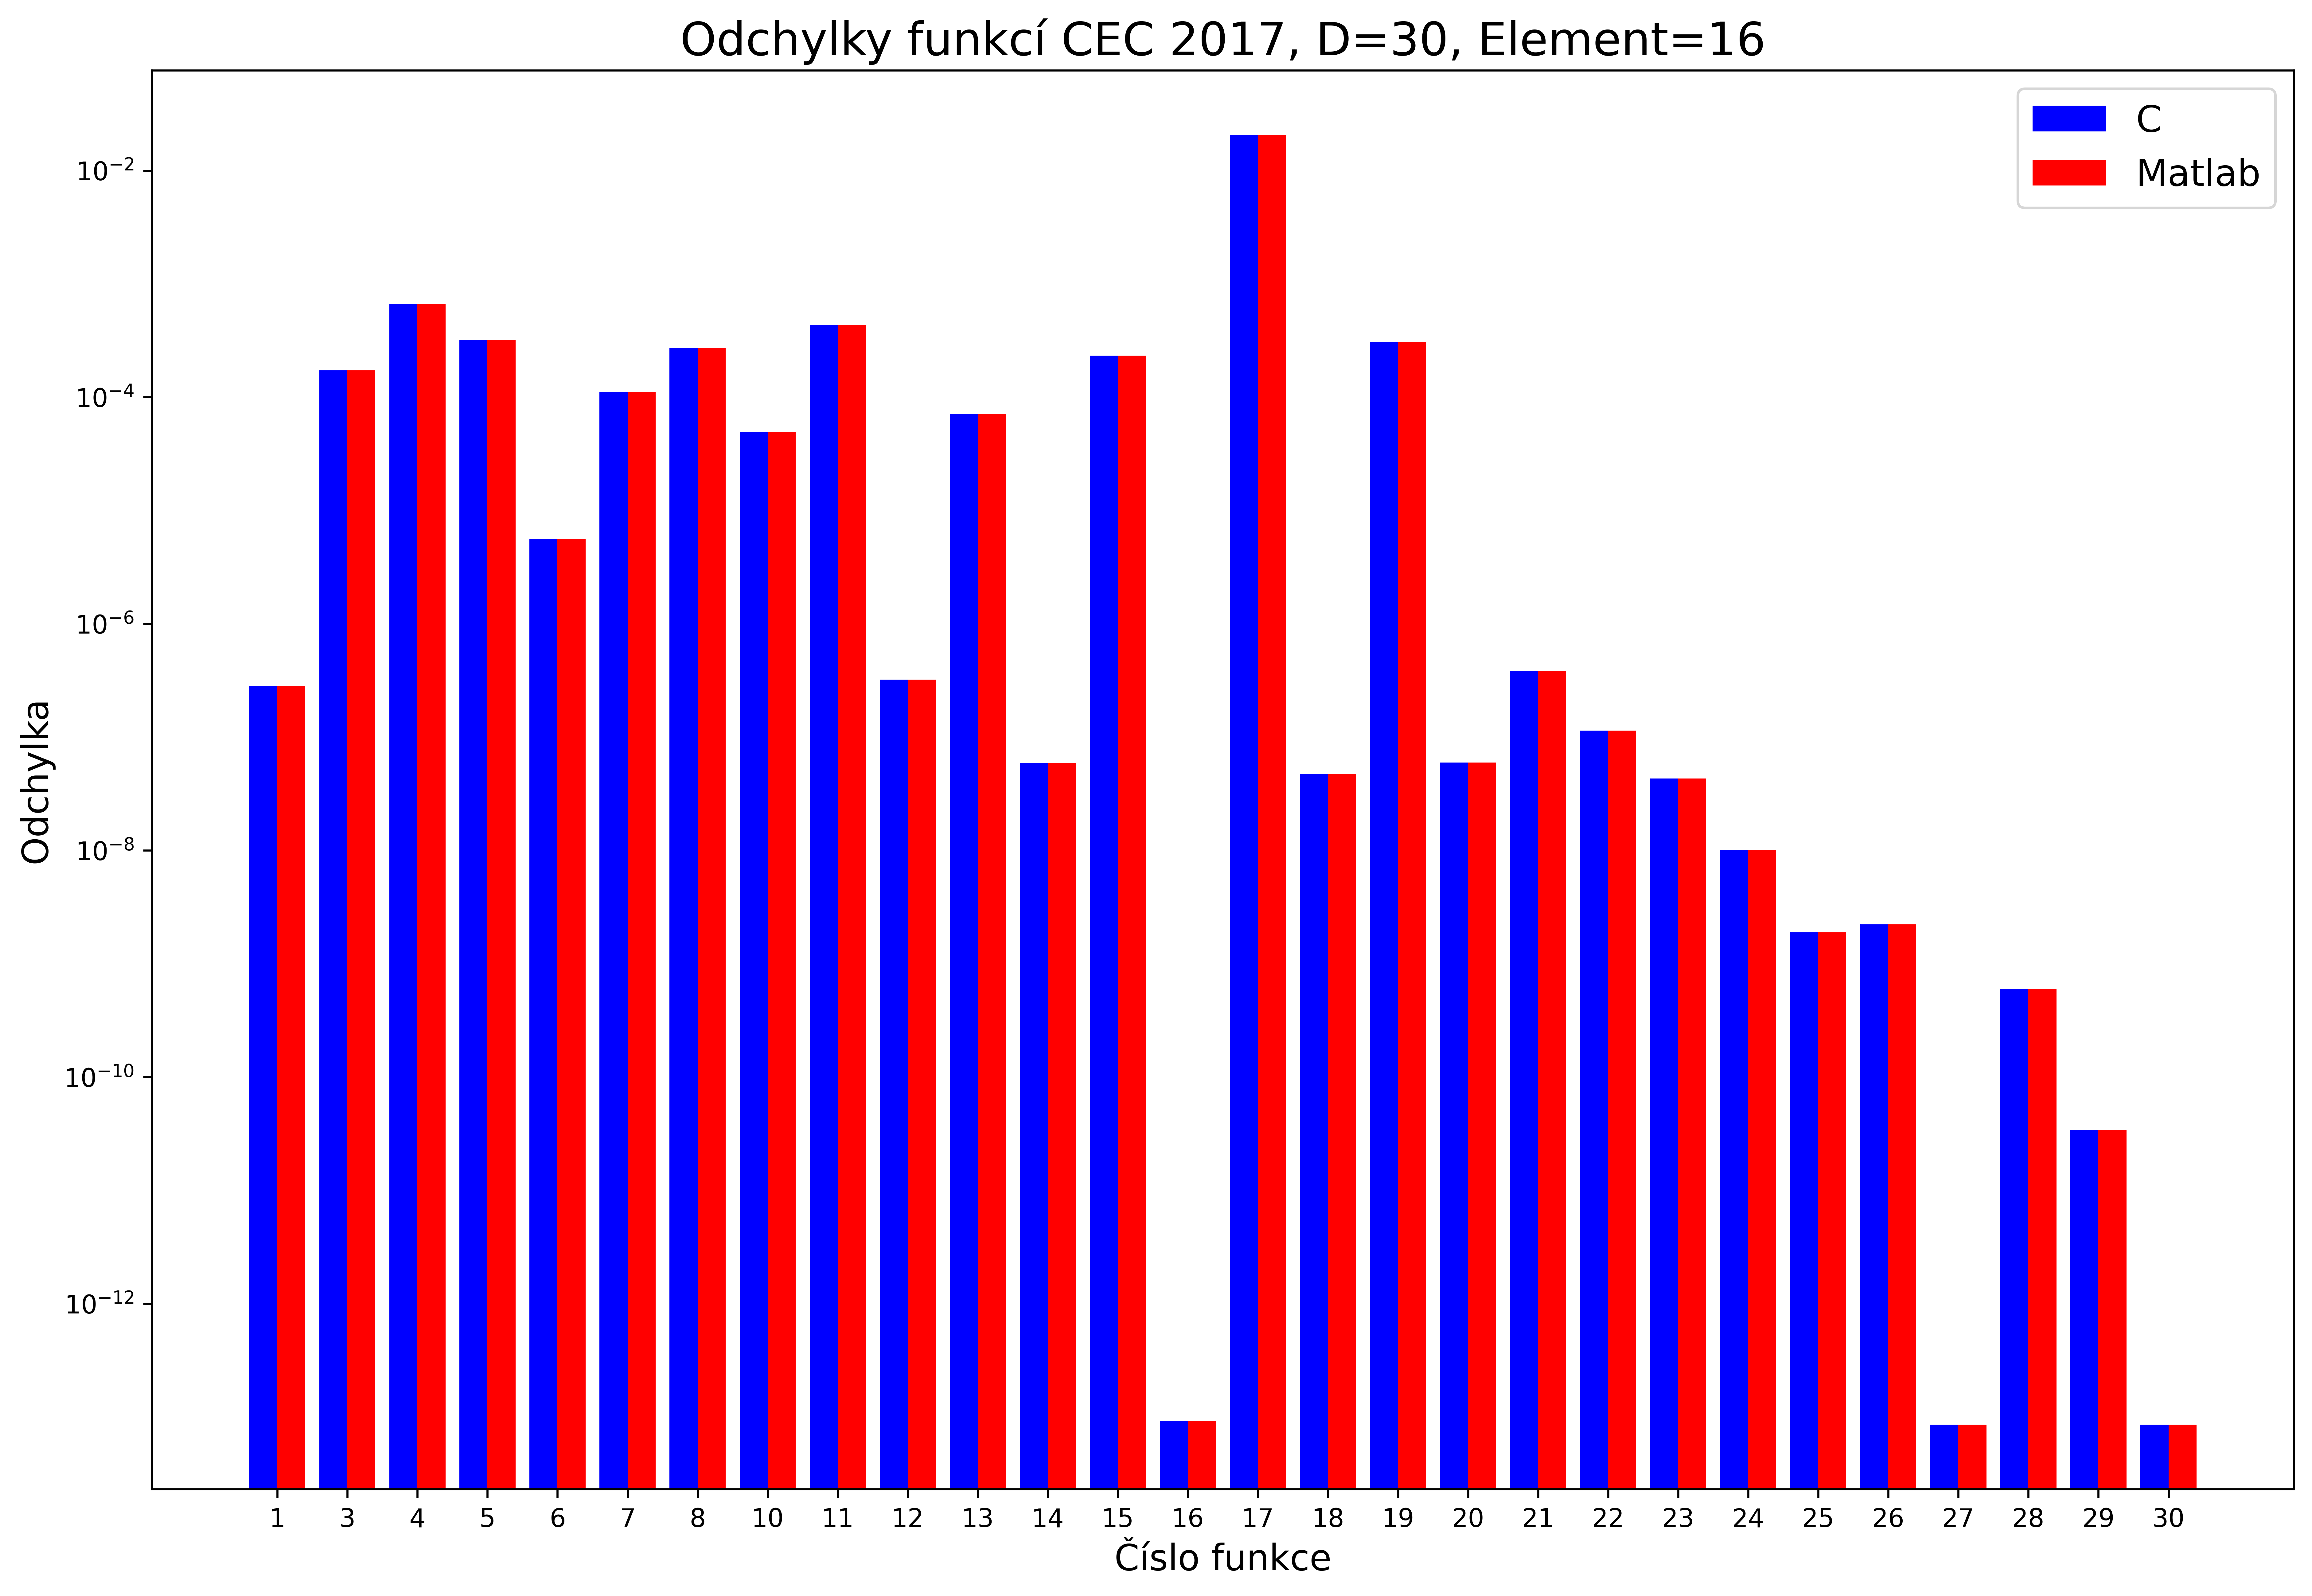 Odchylky funkcí CEC 2017, D=30, Element=16
C
Matlab
Odchylka
10⁻²
10⁻⁴
10⁻⁶
10⁻⁸
10⁻¹⁰
10⁻¹²
1 3 4 5 6 7 8 10 11 12 13 14 15 16 17 18 19 20 21 22 23 24 25 26 27 28 29 30
Číslo funkce